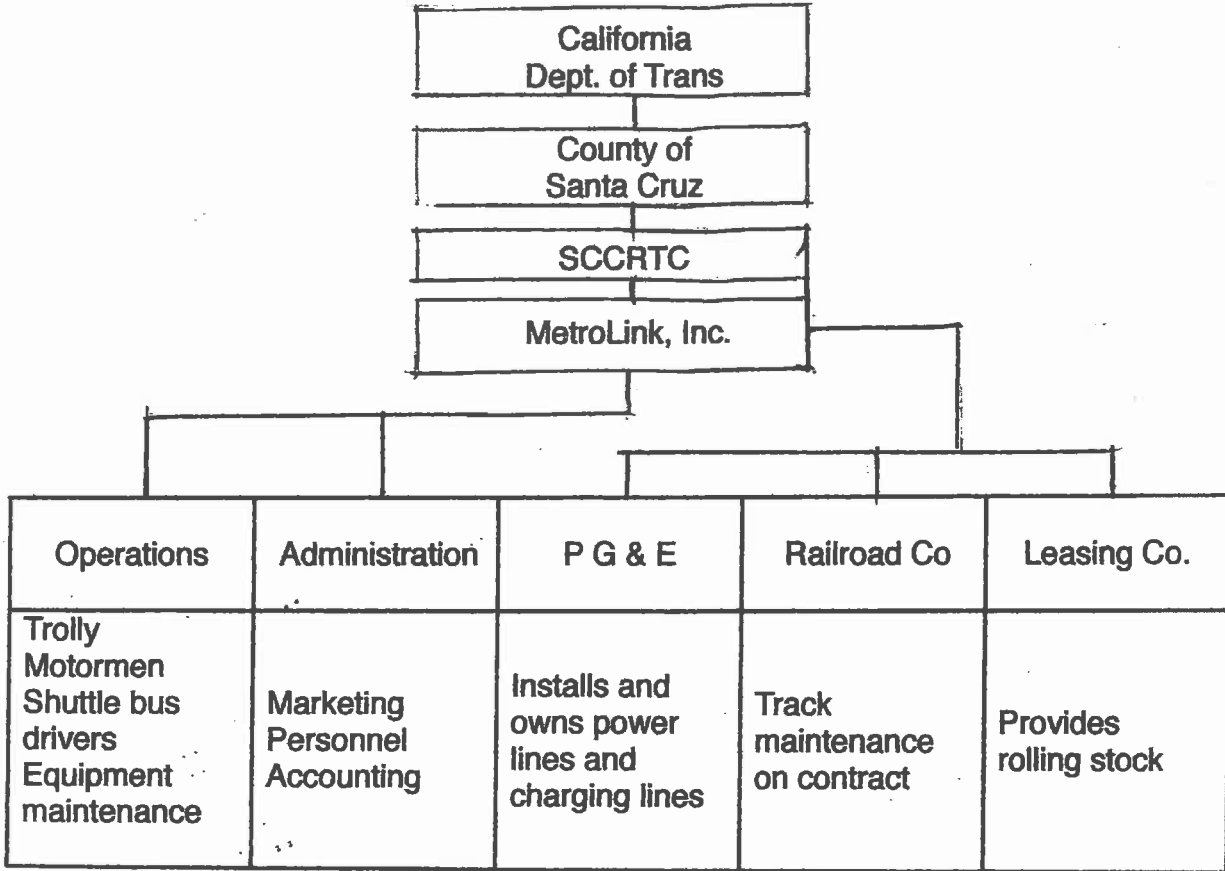 California
Dept. of Trans
County of
Santa Cruz
SCCRTC
MetroLink, Inc.
Operations
Administration
P G & E
Railroad Co
Leasing Co.
Trolly
Motormen
Shuttle bus
drivers
Equipment
maintenance
Marketing
Personnel
Accounting
Installs and
owns power
lines and
charging lines
Track
maintenance
on contract
Provides
rolling stock